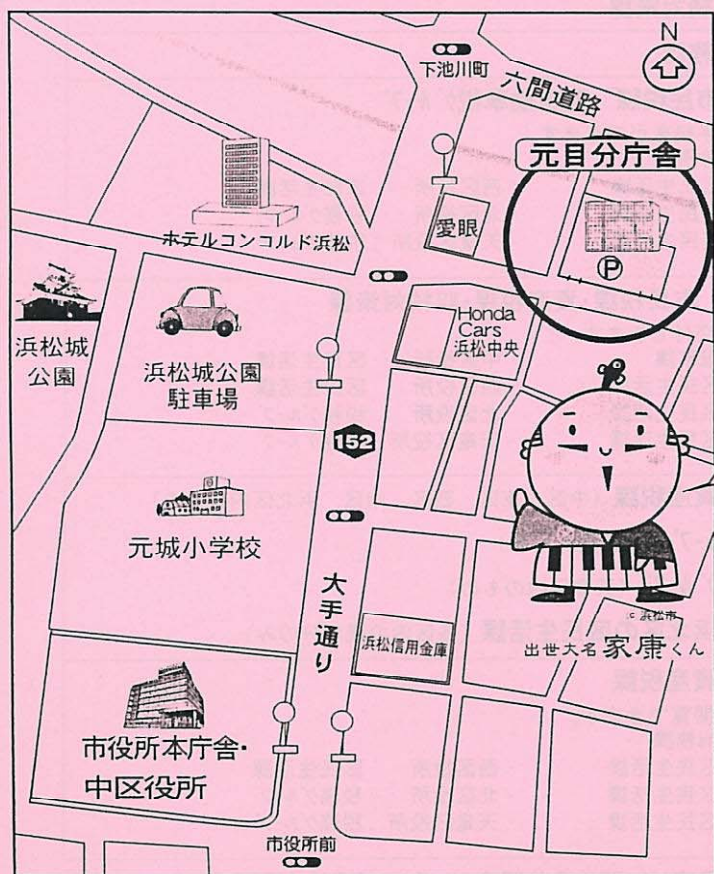 N
下池川町
六間道路
元目分庁舎
愛眼
P
ホテルコンコルド浜松
Honda
Cars
浜松中央
浜松城
公園
浜松城公園
駐車場
152
元城小学校
大手通り
浜松信用金庫
© 浜松市
出世大名 家康くん
市役所本庁舎・
中区役所
市役所前